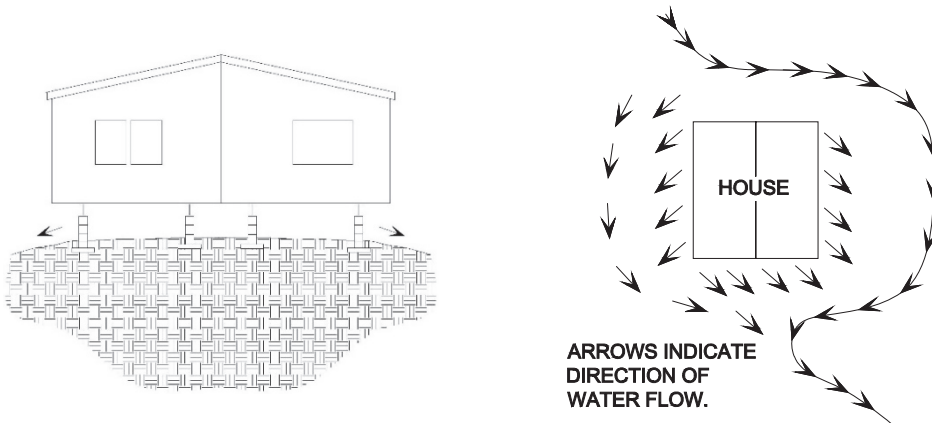 HOUSE
ARROWS INDICATE
DIRECTION OF
WATER FLOW.